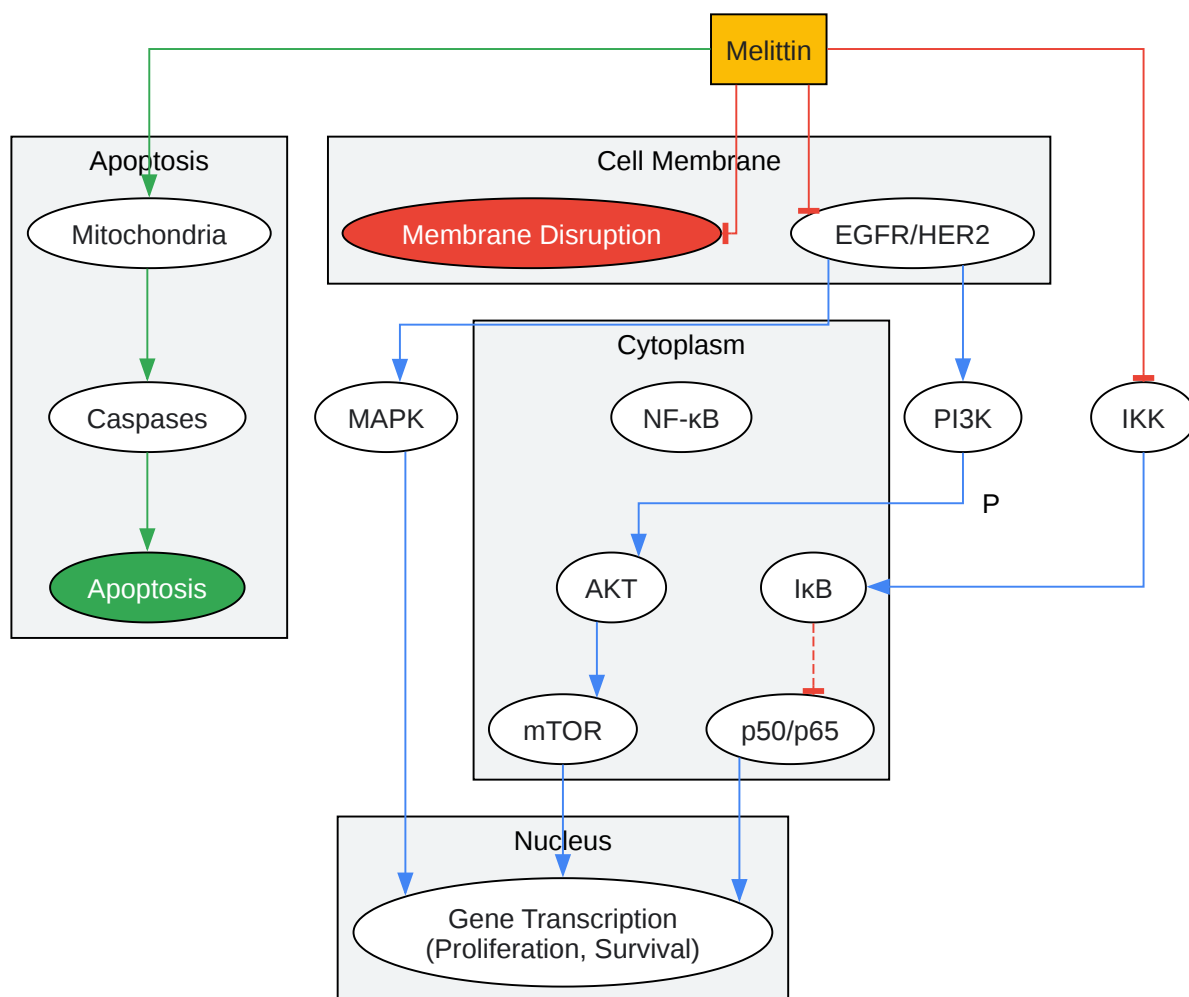 Melittin
Apoptosis
Cell Membrane
Mitochondria
Membrane Disruption
EGFR/HER2
Cytoplasm
Caspases
MAPK
NF-κB
PI3K
IKK
P
Apoptosis
AKT
IκB
mTOR
p50/p65
Nucleus
Gene Transcription
(Proliferation, Survival)